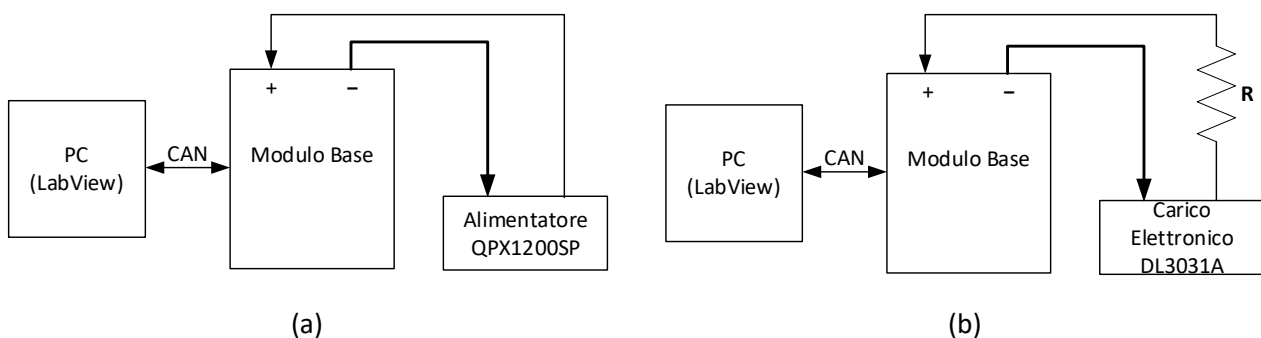 + −
PC
(LabView)
CAN
Modulo Base
Alimentatore
QPX1200SP
(a)
+ −
R
PC
(LabView)
CAN
Modulo Base
Carico
Elettronico
DL3031A
(b)